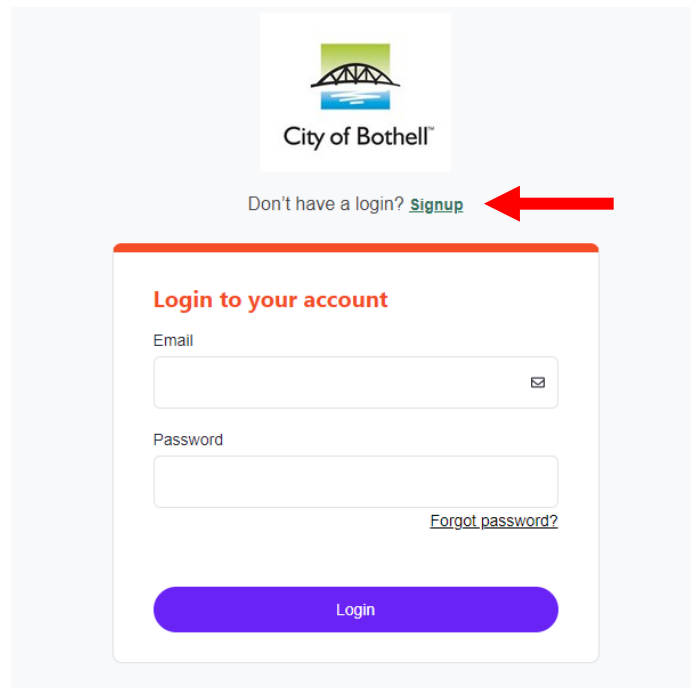 City of Bothell™
Don't have a login? Signup
Login to your account
Email
Password
Forgot password?
Login